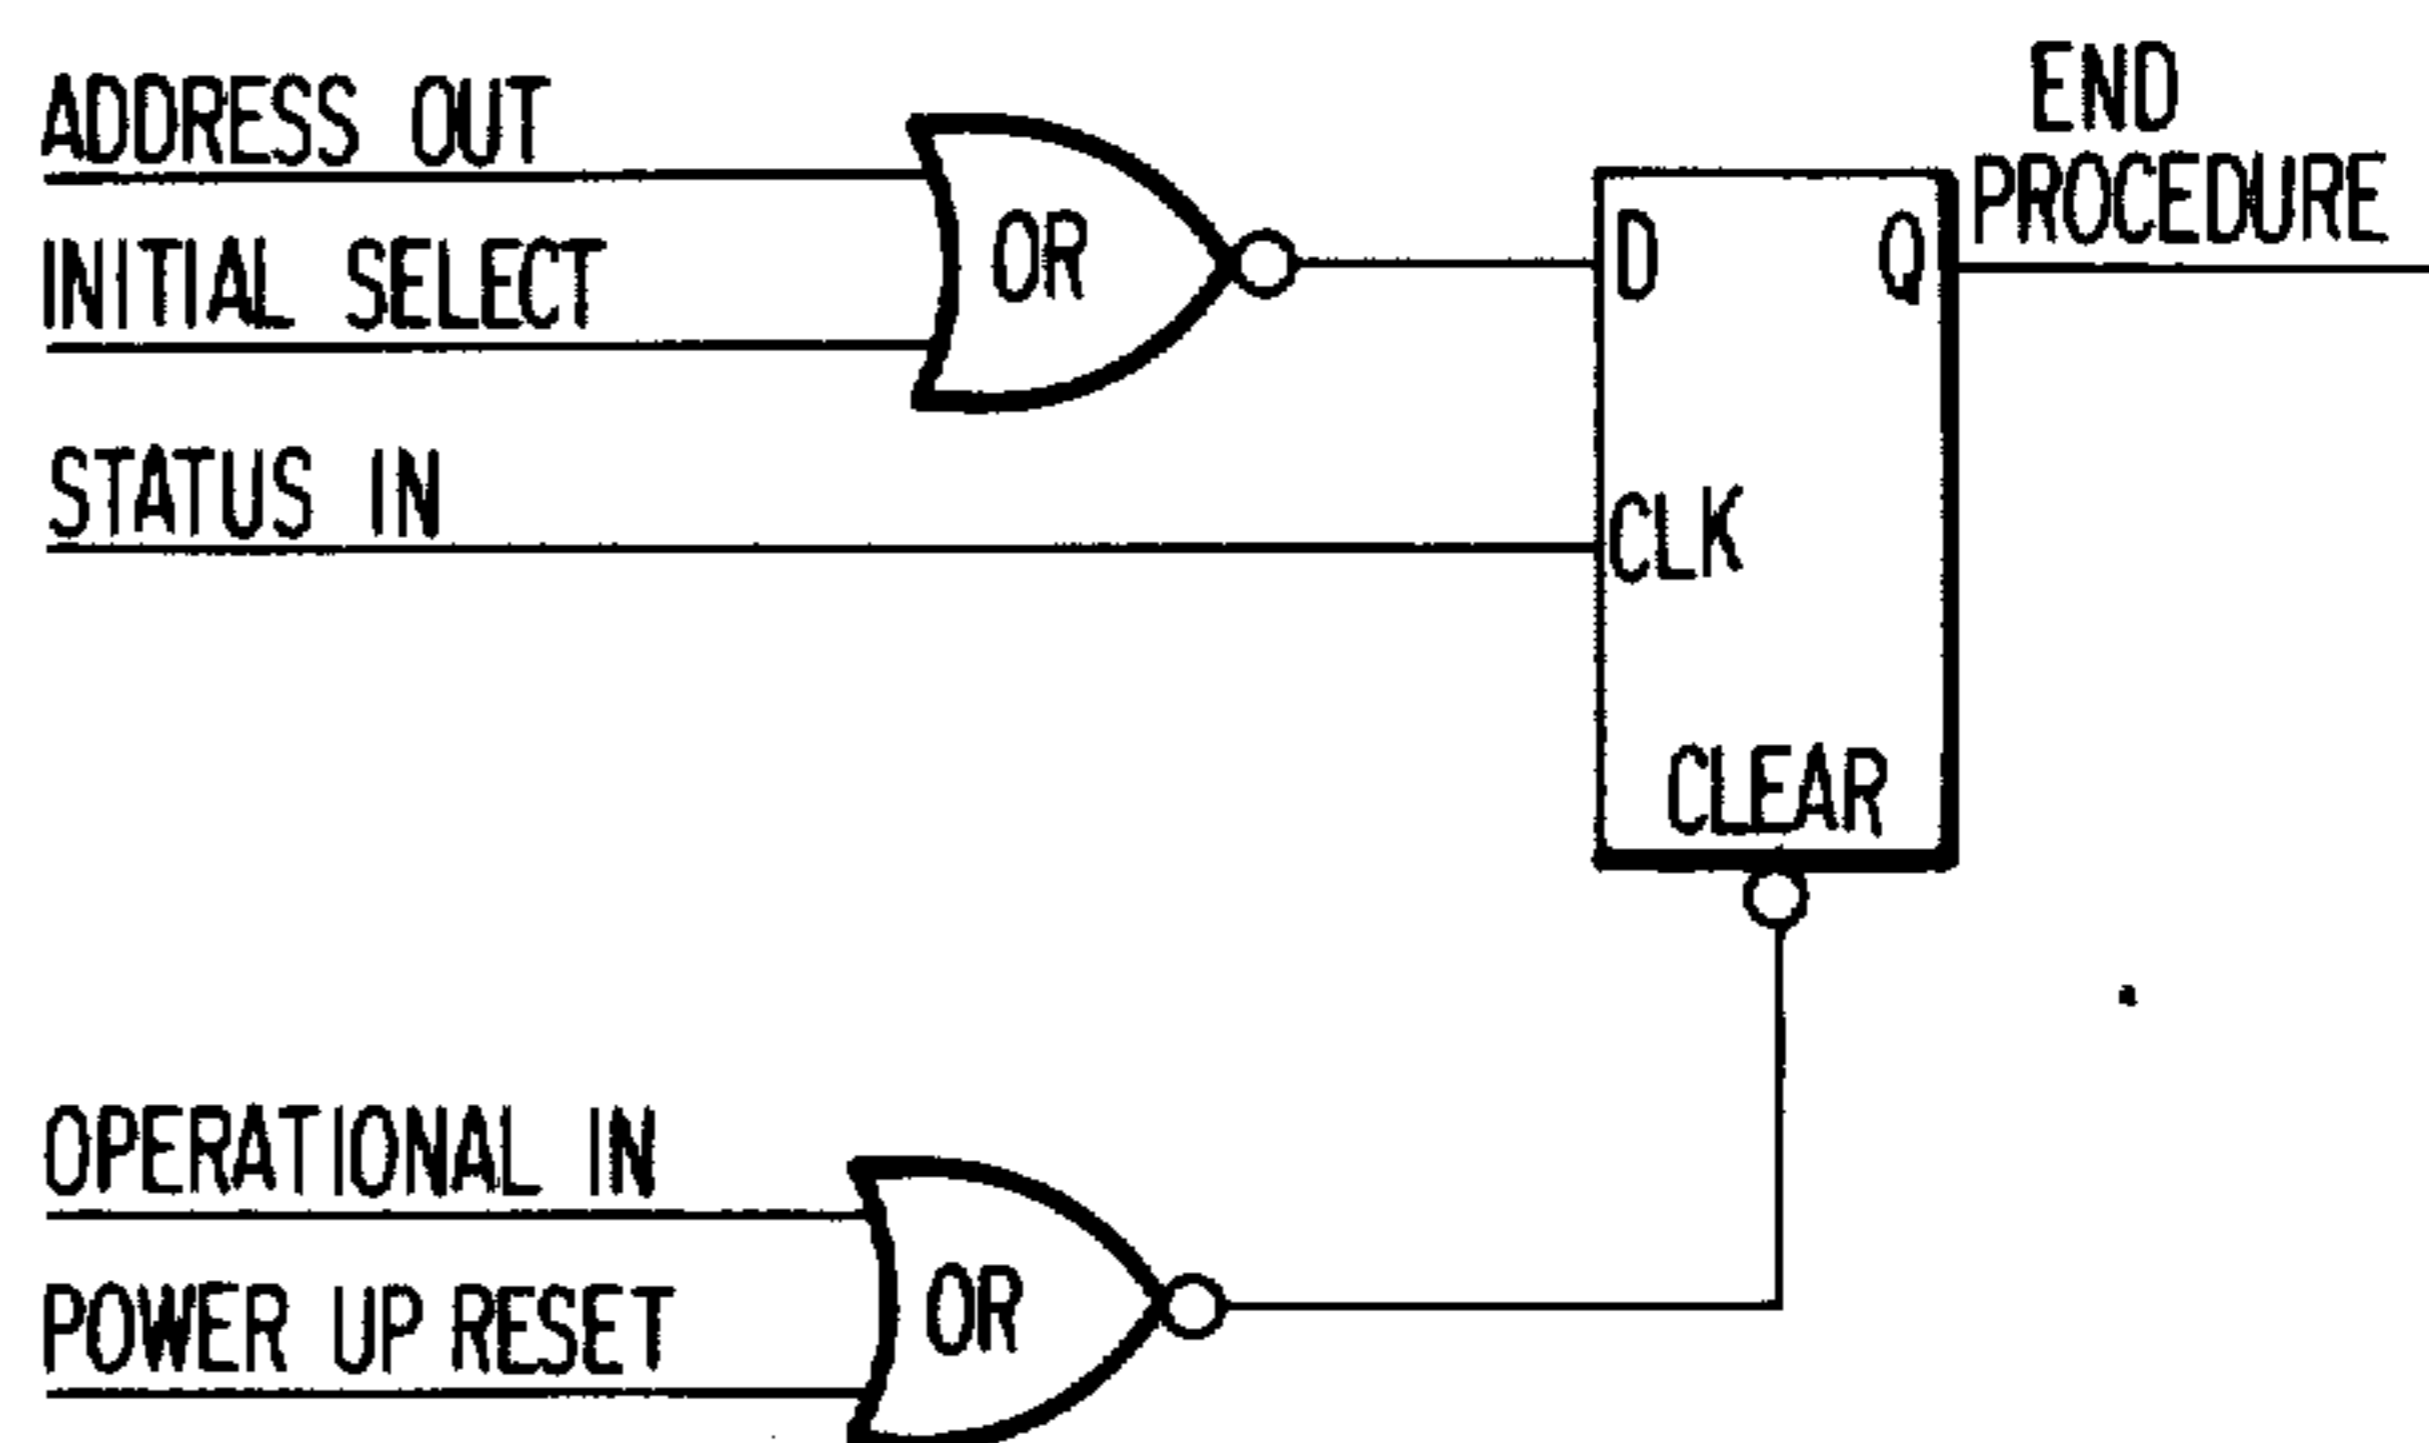 ADDRESS OUT
INITIAL SELECT
STATUS IN
OR
D
Q
END
PROCEDURE
CLK
CLEAR
OPERATIONAL IN
POWER UP RESET
OR